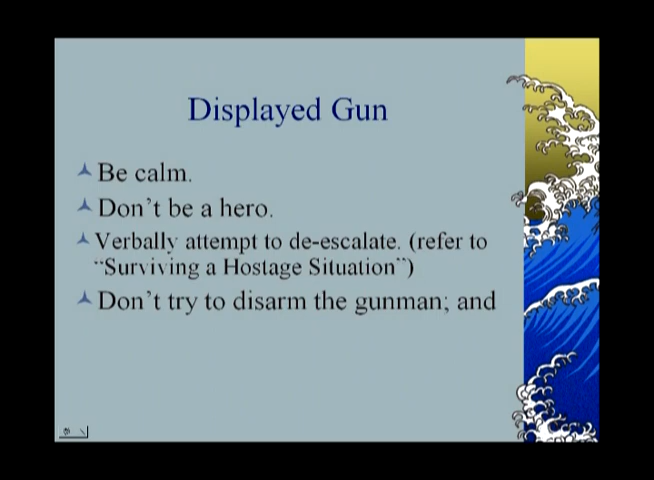 Displayed Gun
Be calm.
Don't be a hero.
Verbally attempt to de-escalate. (refer to
"Surviving a Hostage Situation")
Don't try to disarm the gunman; and